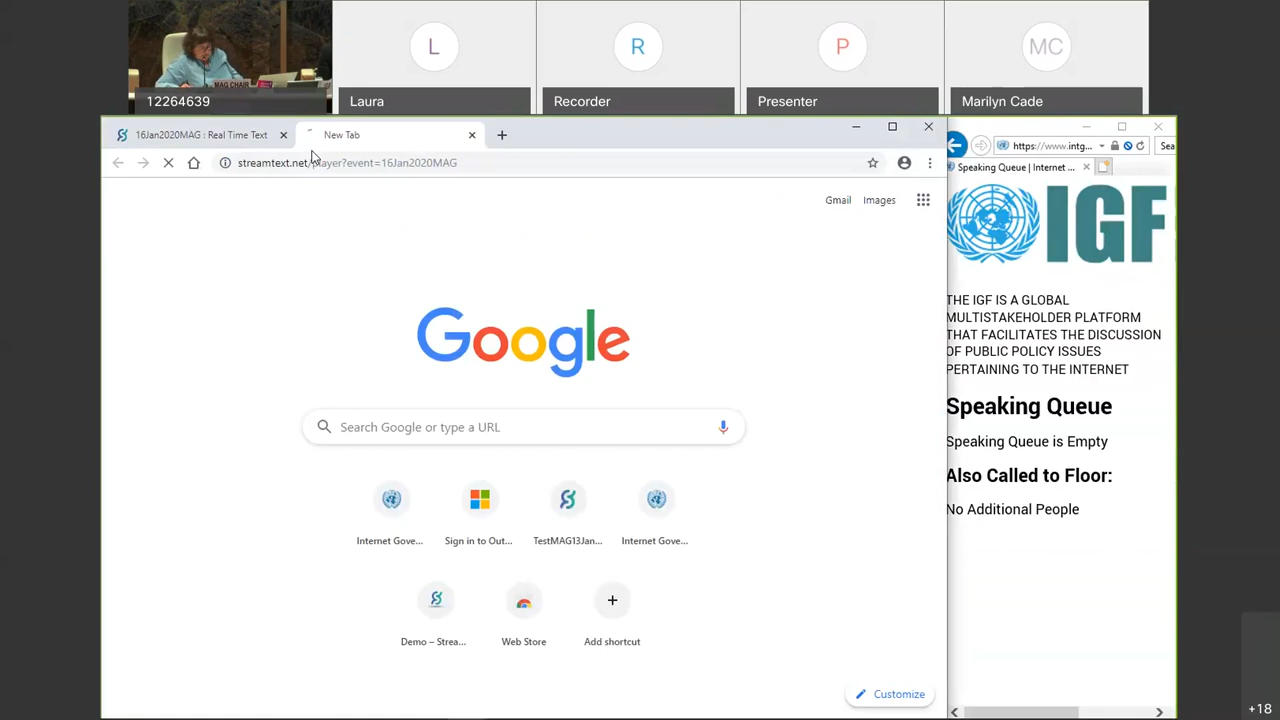 MAG CHAIR
L
R
P
MC
12264639
Laura
Recorder
Presenter
Marilyn Cade
16Jan2020MAG : Real Time Text
New Tab
streamtext.net/player?event=16Jan2020MAG
Gmail
Images
Google
Search Google or type a URL
Internet Gove...
Sign in to Out...
TestMAG13Jan...
Internet Gove...
Demo – Strea...
Web Store
Add shortcut
Customize
https://www.intg...
Sea
Speaking Queue | Internet ...
IGF
THE IGF IS A GLOBAL
MULTISTAKEHOLDER PLATFORM
THAT FACILITATES THE DISCUSSION
OF PUBLIC POLICY ISSUES
PERTAINING TO THE INTERNET
Speaking Queue
Speaking Queue is Empty
Also Called to Floor:
No Additional People
+18